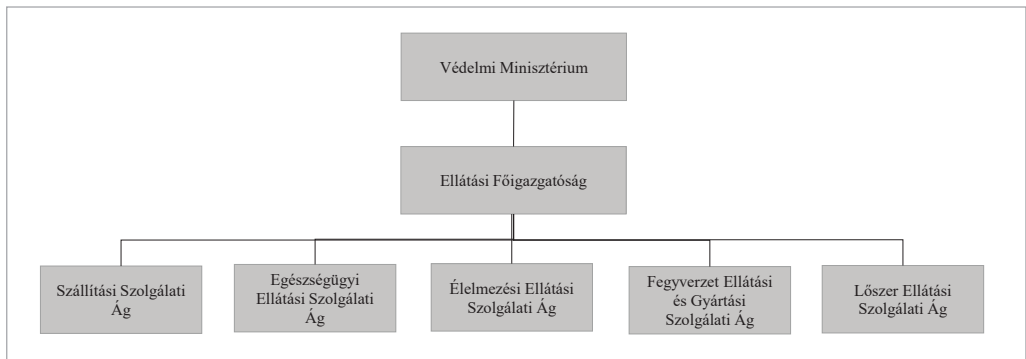 Védelmi Minisztérium
Ellátási Főigazgatóság
Szállítási Szolgálati
Ág
Egészségügyi
Ellátási Szolgálati
Ág
Élelmezési Ellátási
Szolgálati Ág
Fegyverzet Ellátási
és Gyártási
Szolgálati Ág
Lőszer Ellátási
Szolgálati Ág